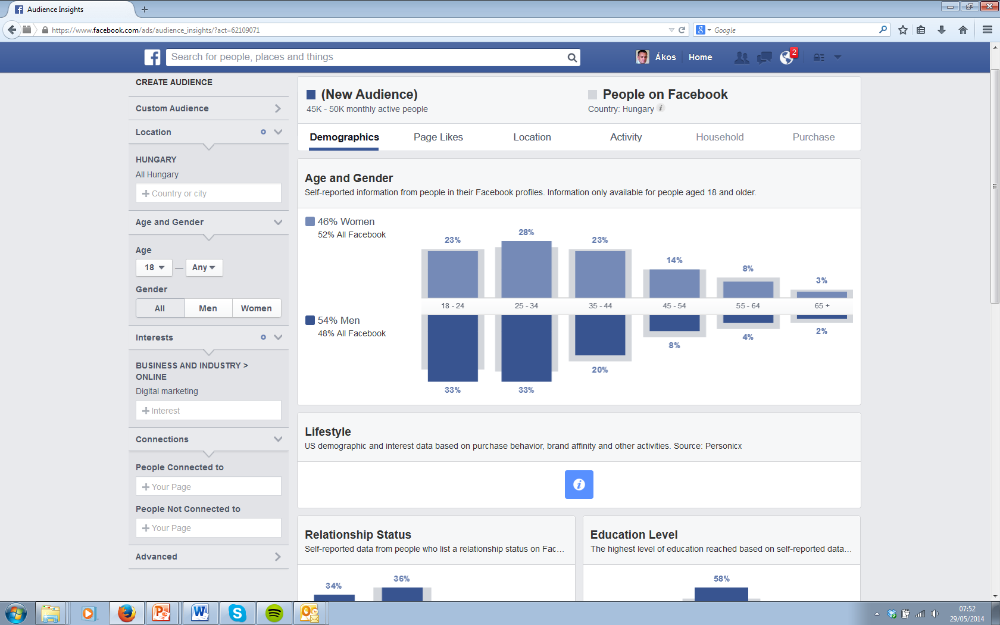 Audience Insights
https://www.facebook.com/ads/audience_insights/?act=62109071
Google
Search for people, places and things
Ákos
Home
2
CREATE AUDIENCE
Custom Audience
Location
HUNGARY
All Hungary
Country or city
Age and Gender
Age
18 — Any
Gender
All Men Women
Interests
BUSINESS AND INDUSTRY >
ONLINE
Digital marketing
Interest
Connections
People Connected to
Your Page
People Not Connected to
Your Page
Advanced
(New Audience)
45K - 50K monthly active people
People on Facebook
Country: Hungary
Demographics Page Likes Location Activity Household Purchase
Age and Gender
Self-reported information from people in their Facebook profiles. Information only available for people aged 18 and older.
46% Women
52% All Facebook
23% 28% 23% 14% 8% 3%
18 - 24 25 - 34 35 - 44 45 - 54 55 - 64 65 +
54% Men
48% All Facebook
33% 33% 20% 8% 4% 2%
Lifestyle
US demographic and interest data based on purchase behavior, brand affinity and other activities. Source: Personicx
Relationship Status
Self-reported data from people who list a relationship status on Fac...
34% 36%
Education Level
The highest level of education reached based on self-reported data...
58%
07:52
29/05/2014